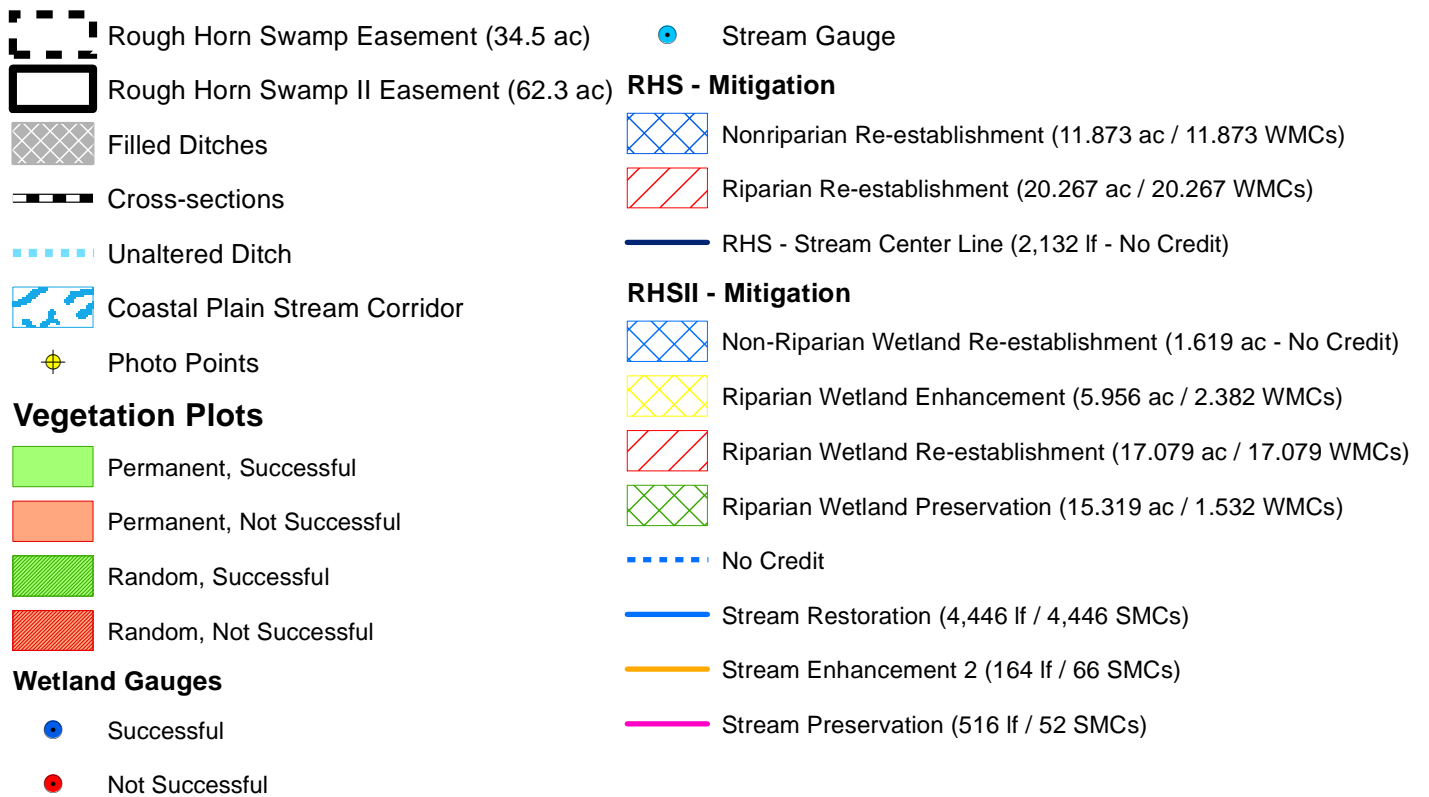 Rough Horn Swamp Easement (34.5 ac)
Rough Horn Swamp II Easement (62.3 ac)
Filled Ditches
Cross-sections
Unaltered Ditch
Coastal Plain Stream Corridor
Photo Points
Vegetation Plots
Permanent, Successful
Permanent, Not Successful
Random, Successful
Random, Not Successful
Wetland Gauges
Successful
Not Successful
Stream Gauge
RHS - Mitigation
Nonriparian Re-establishment (11.873 ac / 11.873 WMCs)
Riparian Re-establishment (20.267 ac / 20.267 WMCs)
RHS - Stream Center Line (2,132 lf - No Credit)
RHSII - Mitigation
Non-Riparian Wetland Re-establishment (1.619 ac - No Credit)
Riparian Wetland Enhancement (5.956 ac / 2.382 WMCs)
Riparian Wetland Re-establishment (17.079 ac / 17.079 WMCs)
Riparian Wetland Preservation (15.319 ac / 1.532 WMCs)
No Credit
Stream Restoration (4,446 lf / 4,446 SMCs)
Stream Enhancement 2 (164 lf / 66 SMCs)
Stream Preservation (516 lf / 52 SMCs)